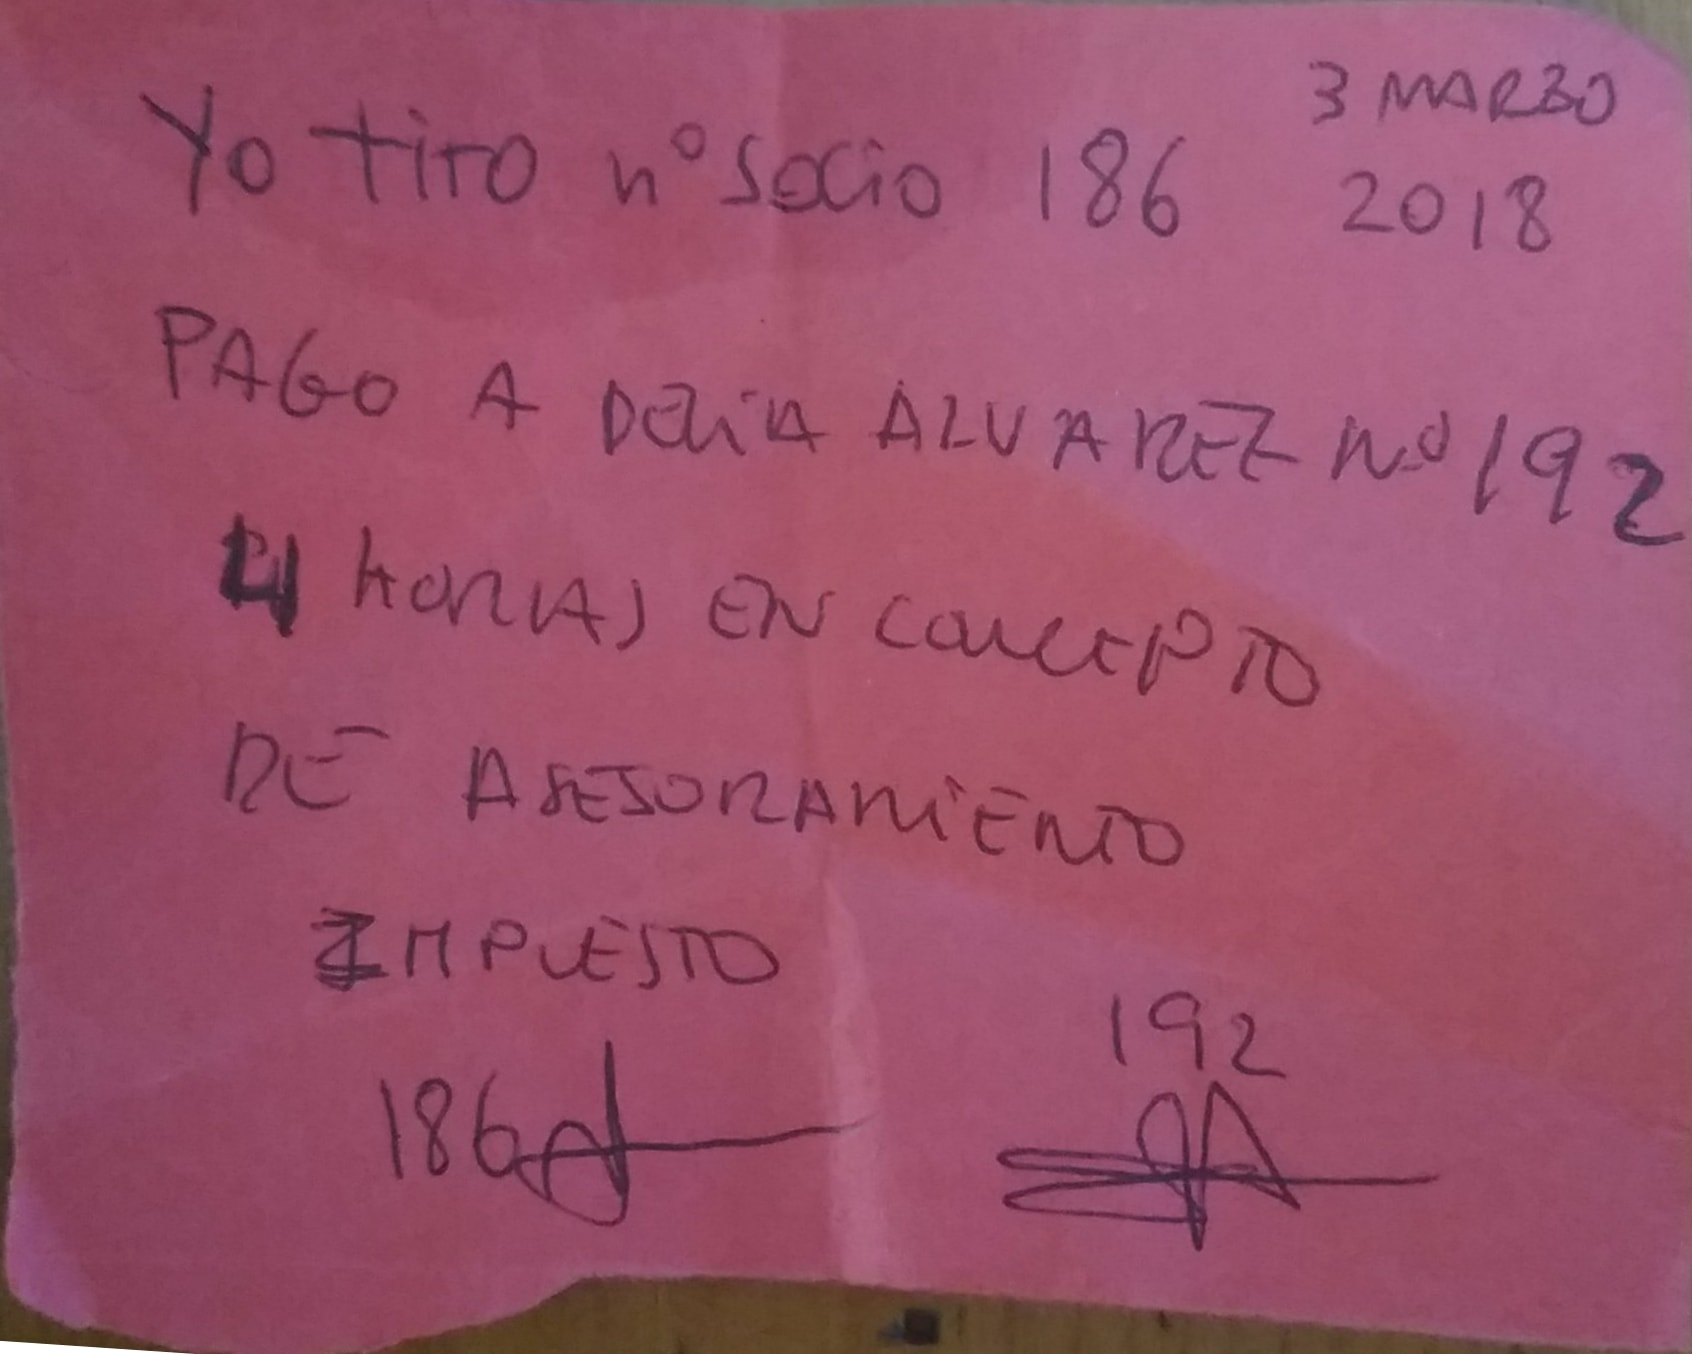 3 MARZO
Yo tiro nº socio 186 2018
PAGO A DELIA ALVAREZ Nº 192
4 HORAS EN CONCEPTO
DE ASESORAMIENTO
IMPUESTO
192
186